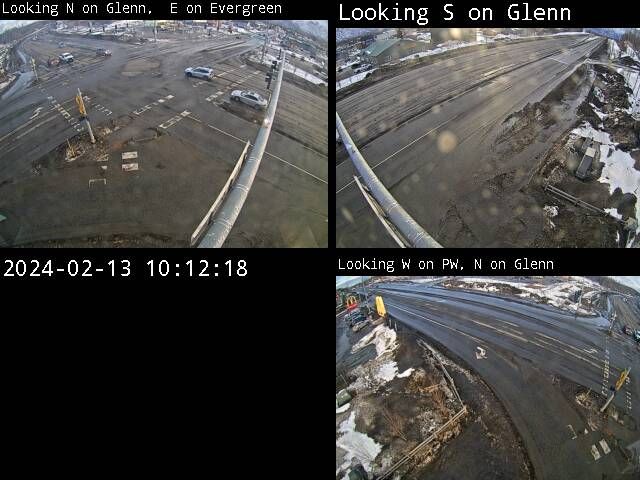 Looking N on Glenn, E on Evergreen
Looking S on Glenn
2024-02-13 10:12:18
Looking W on PW, N on Glenn